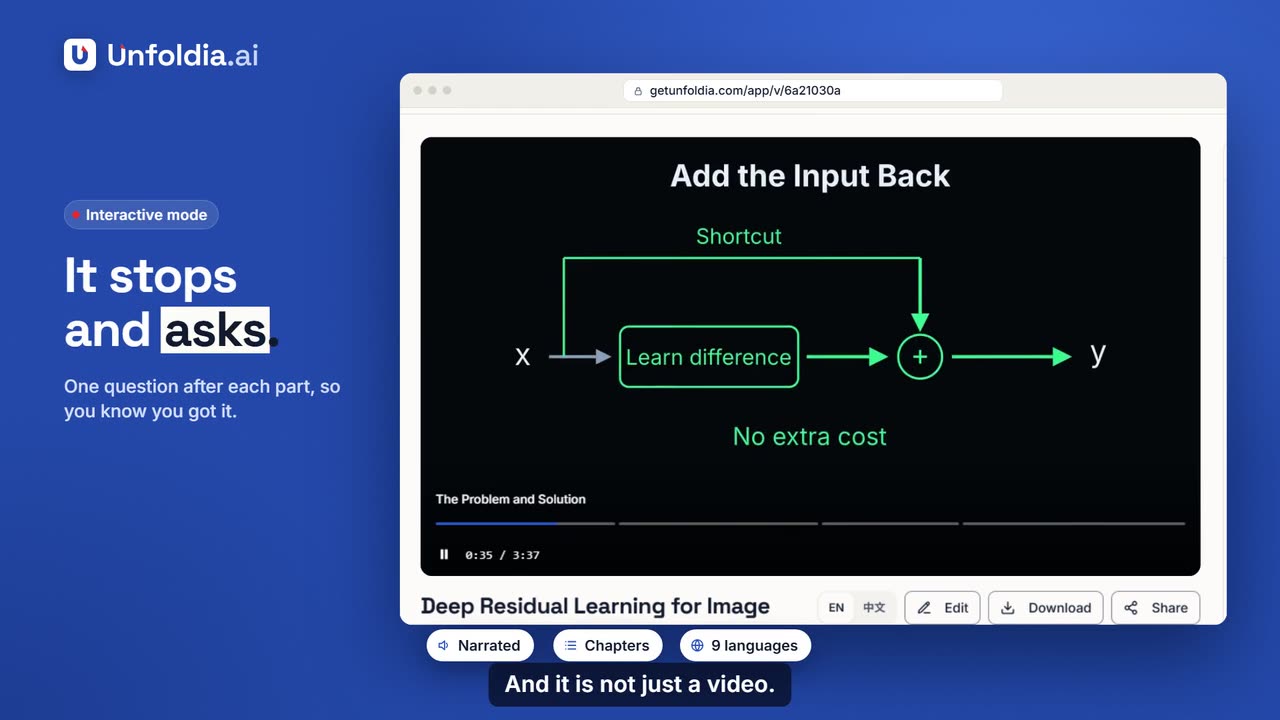 Unfoldia.ai
getunfoldia.com/app/v/6a21030a
Interactive mode
It stops
and asks.
One question after each part, so
you know you got it.
Add the Input Back
Shortcut
x
Learn difference
+
y
No extra cost
The Problem and Solution
0:35 / 3:37
Deep Residual Learning for Image
EN
中文
Edit
Download
Share
Narrated
Chapters
9 languages
And it is not just a video.